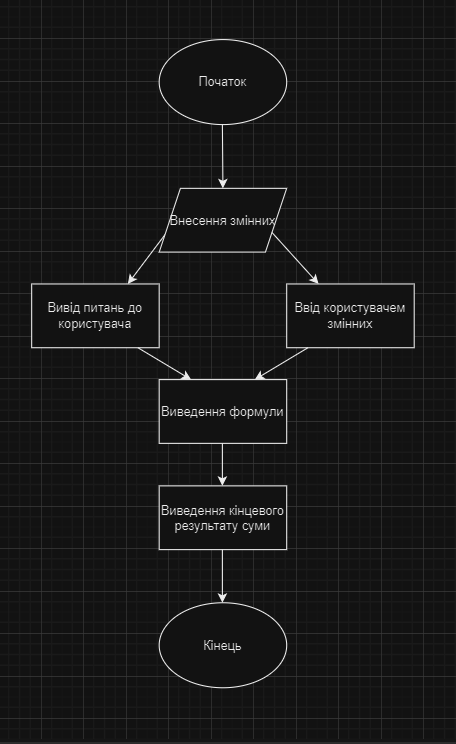 Початок
Внесення змінних
Вивід питань до
користувача
Ввід користувачем
змінних
Виведення формули
Виведення кінцевого
результату суми
Кінець